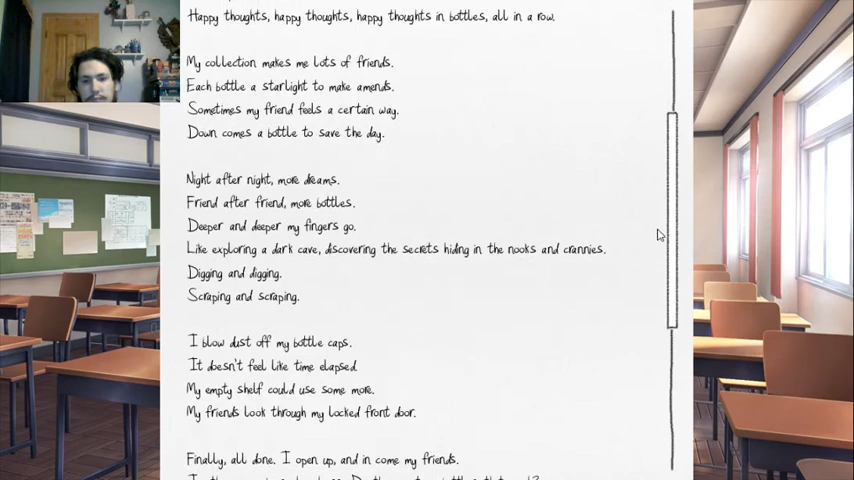 Happy thoughts, happy thoughts, happy thoughts in bottles, all in a row.
My collection makes me lots of friends.
Each bottle a starlight to make amends.
Sometimes my friend feels a certain way.
Down comes a bottle to save the day.
Night after night, more dreams.
Friend after friend, more bottles.
Deeper and deeper my fingers go.
Like exploring a dark cave, discovering the secrets hiding in the nooks and crannies.
Digging and digging.
Scraping and scraping.
I blow dust off my bottle caps.
It doesn't feel like time elapsed.
My empty shelf could use some more.
My friends look through my locked front door.
Finally, all done. I open up, and in come my friends.